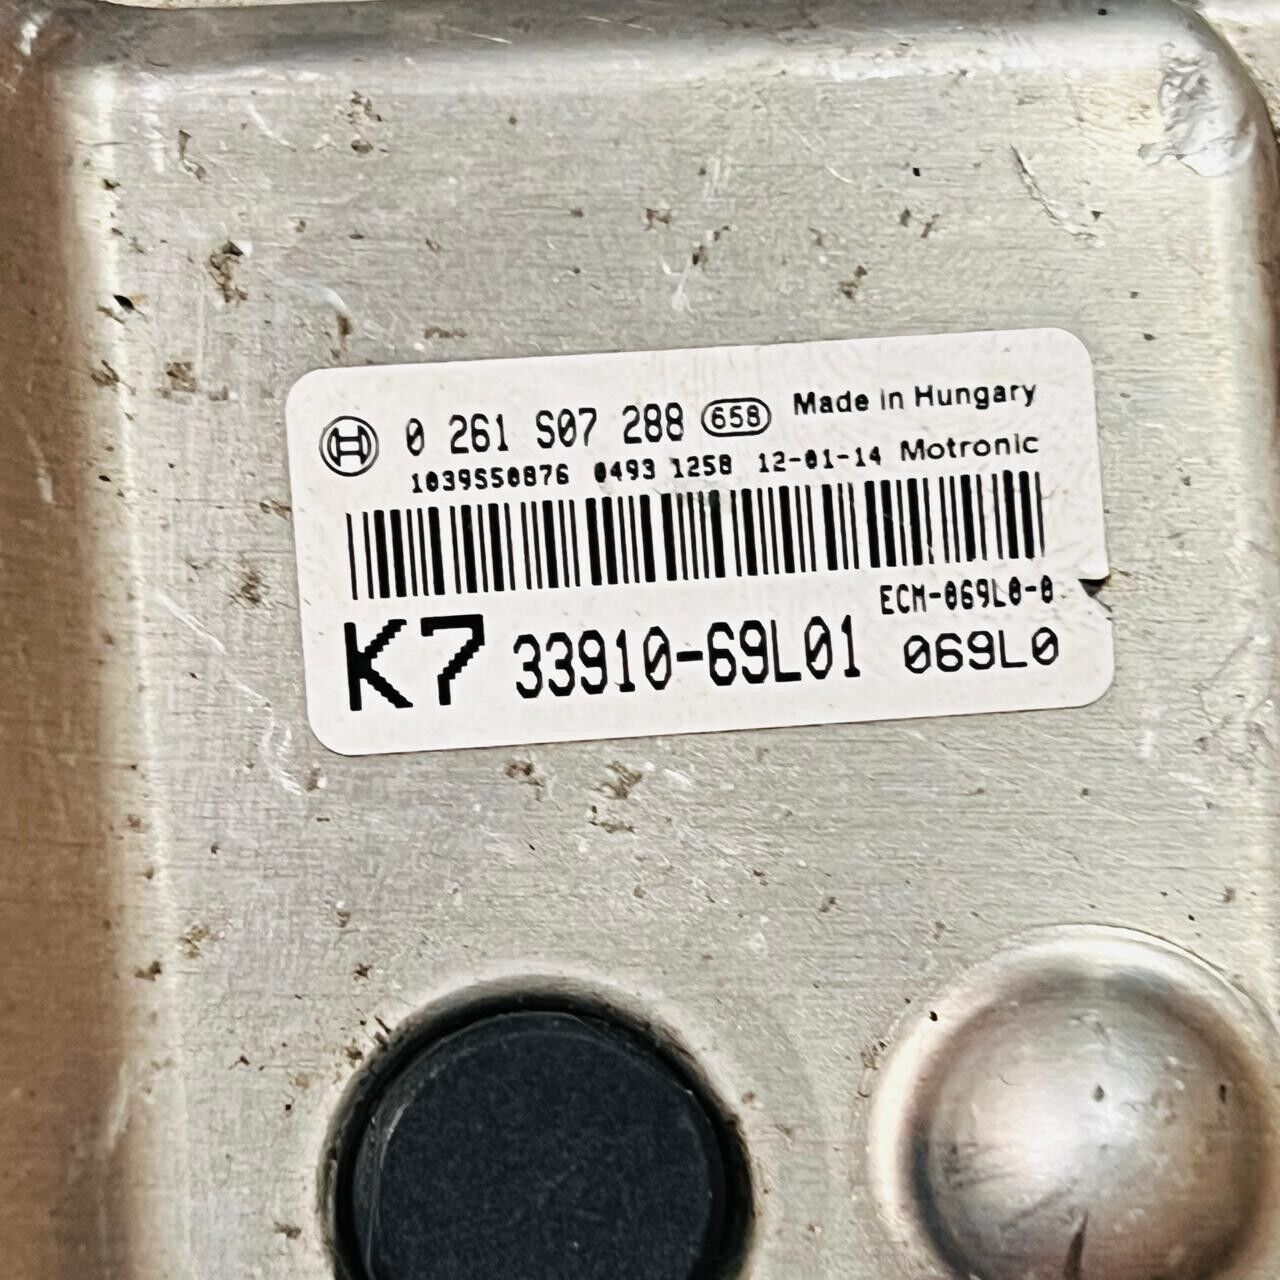 0 261 S07 288 658 Made in Hungary
1039S50876 0493 1258 12-01-14 Motronic
ECM-069L0-0
K7 33910-69L01 069L0